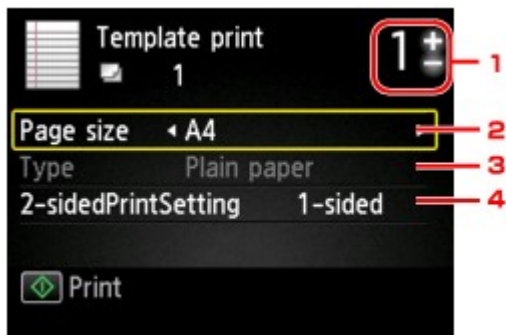 Template print
1
1 + -
1
Page size A4
2
Type Plain paper
3
2-sidedPrintSetting 1-sided
4
Print